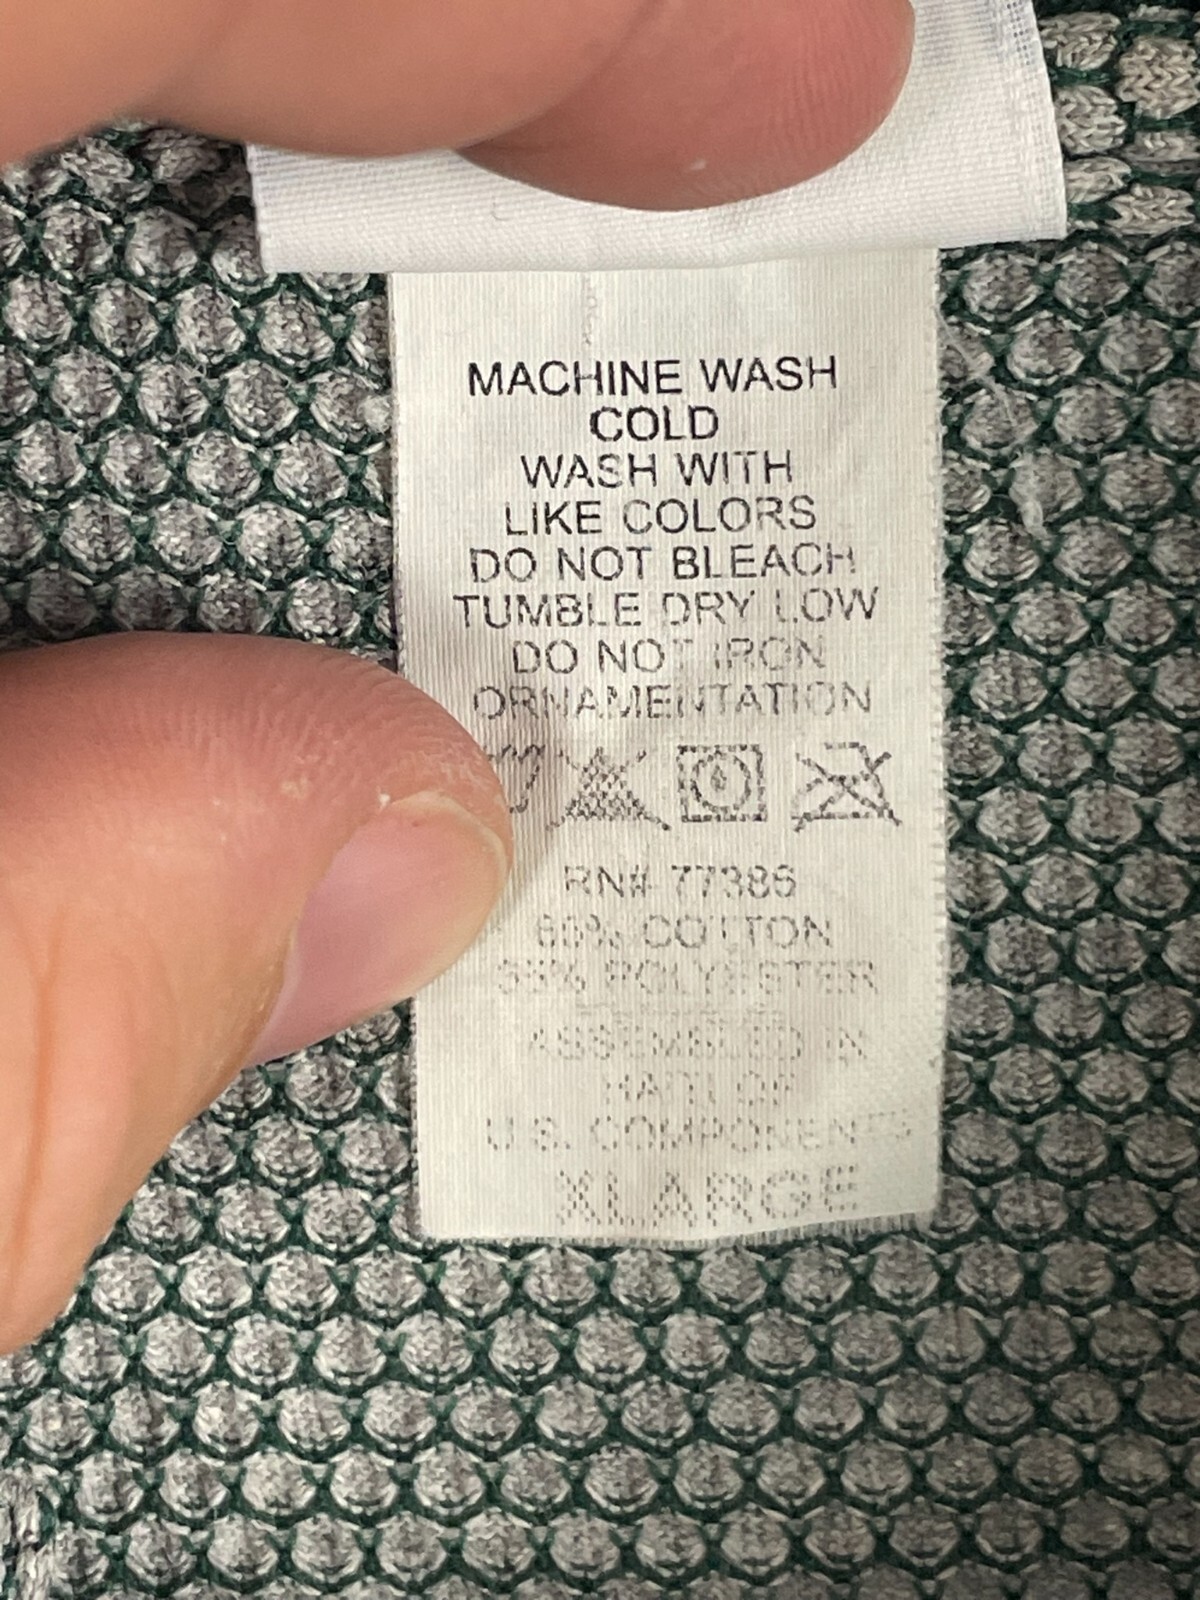 MACHINE WASH
COLD
WASH WITH
LIKE COLORS
DO NOT BLEACH
TUMBLE DRY LOW
DO NOT IRON
ORNAMENTATION
RN# 77386
COTTON
POLYESTER
ASSEMBLED IN
HAITI OF
U.S. COMPONENTS
XLARGE